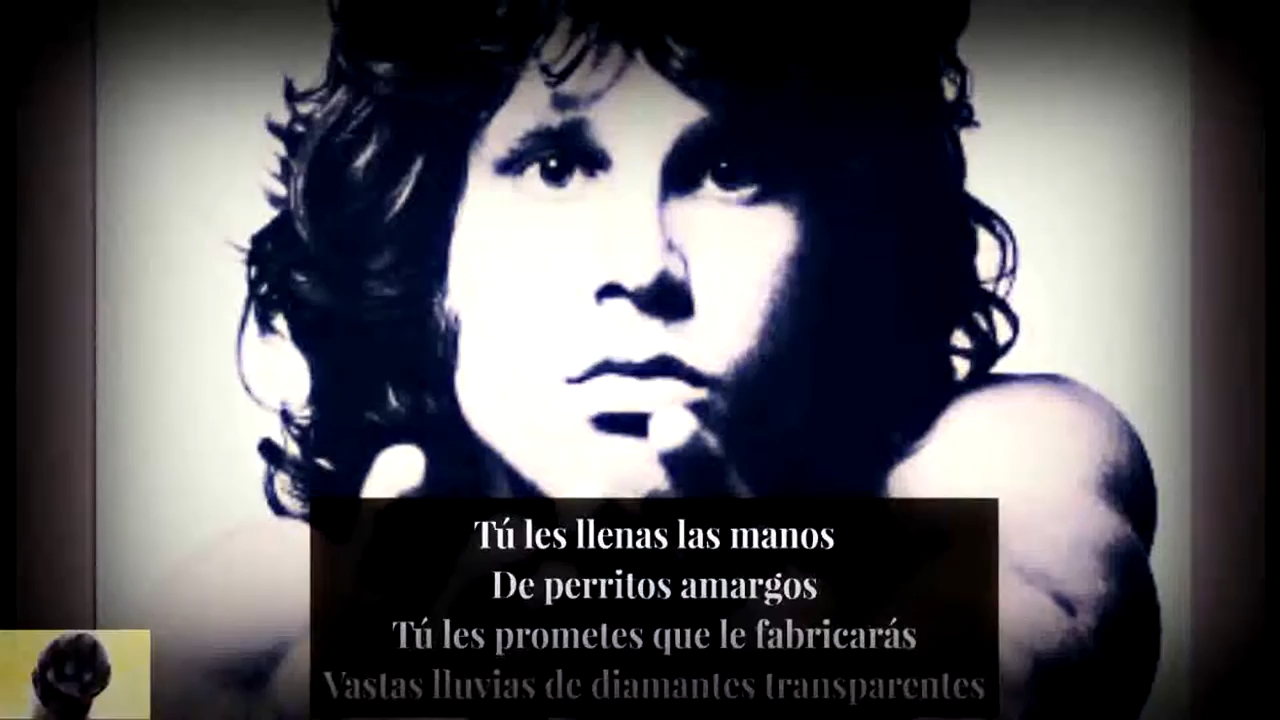 Tú les llenas las manos
De perritos amargos
Tú les prometes que le fabricarás
Vastas lluvias de diamantes transparentes